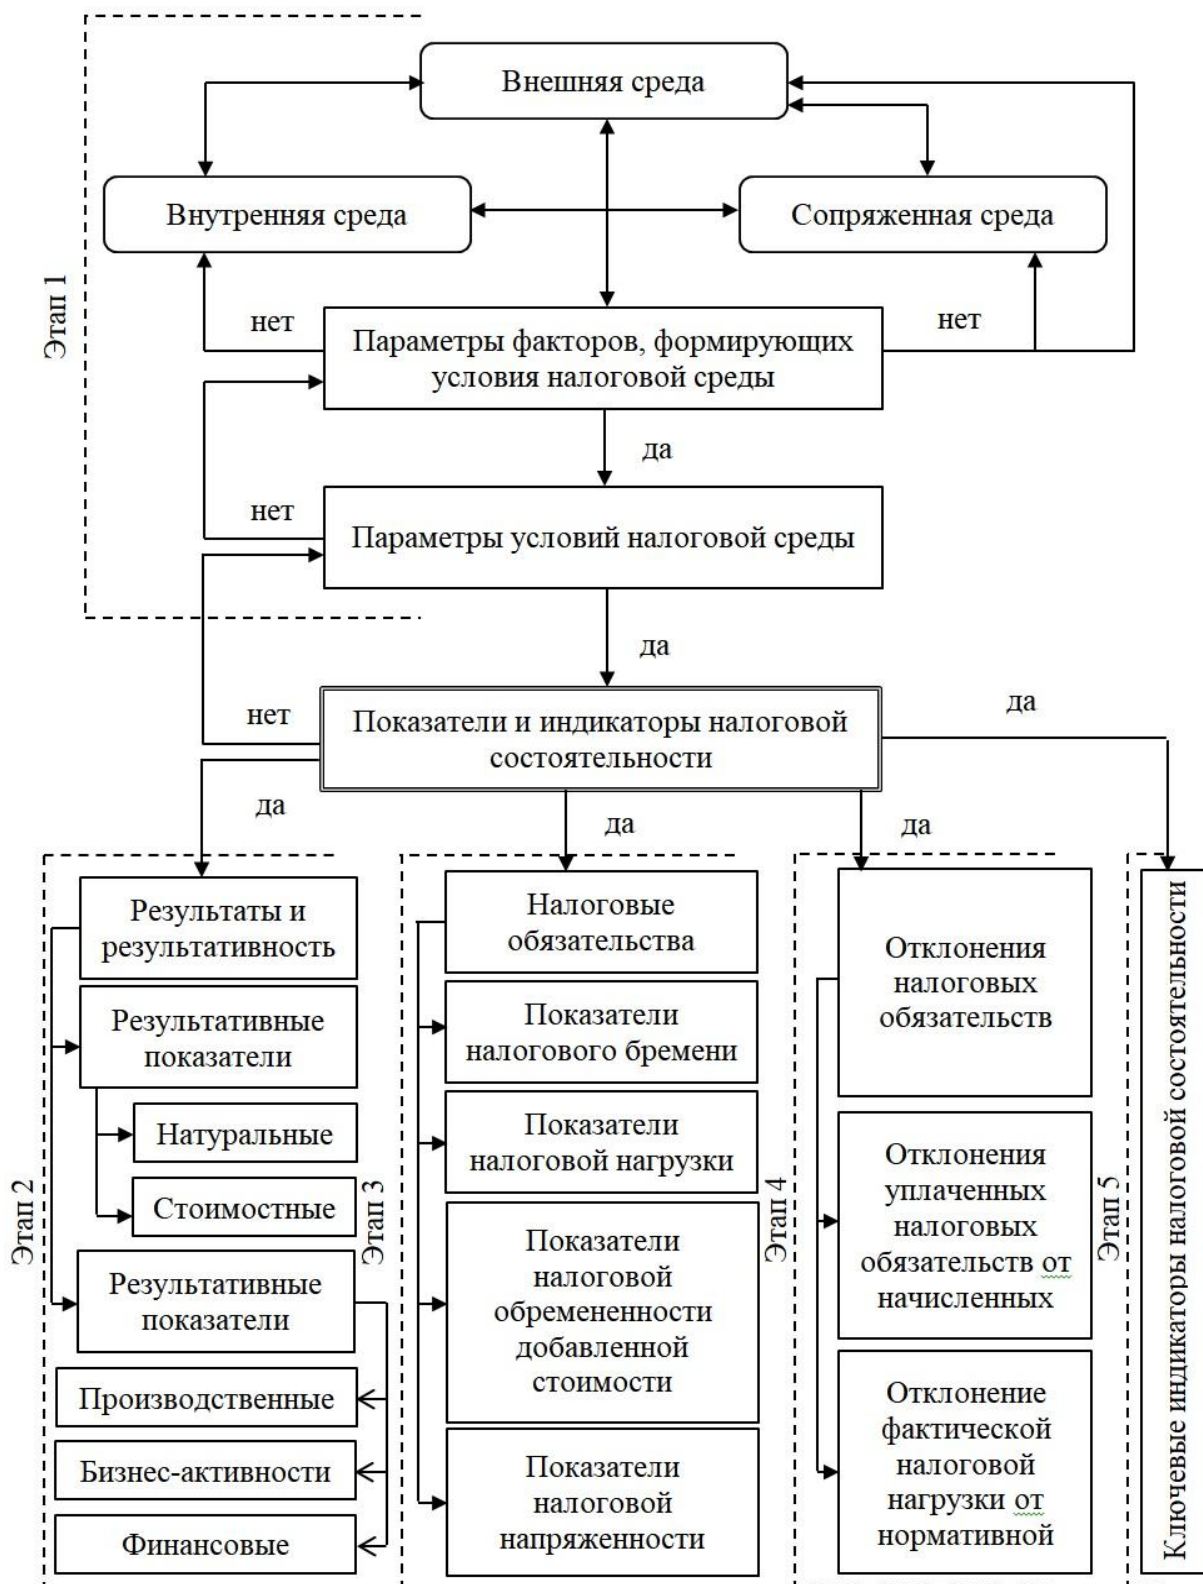 Внешняя среда
Внутренняя среда
Сопряженная среда
Этап 1
нет
Параметры факторов, формирующих
условия налоговой среды
нет
да
нет
Параметры условий налоговой среды
да
нет
Показатели и индикаторы налоговой
состоятельности
да
да
да
да
Этап 2
Результаты и
результативность
Результативные
показатели
Натуральные
Стоимостные
Результативные
показатели
Производственные
Бизнес-активности
Финансовые
Этап 3
Налоговые
обязательства
Показатели
налогового бремени
Показатели
налоговой нагрузки
Показатели
налоговой
обремененности
добавленной
стоимости
Показатели
налоговой
напряженности
Этап 4
Отклонения
налоговых
обязательств
Отклонения
уплаченных
налоговых
обязательств от
начисленных
Отклонение
фактической
налоговой
нагрузки от
нормативной
Этап 5
Ключевые индикаторы налоговой состоятельности